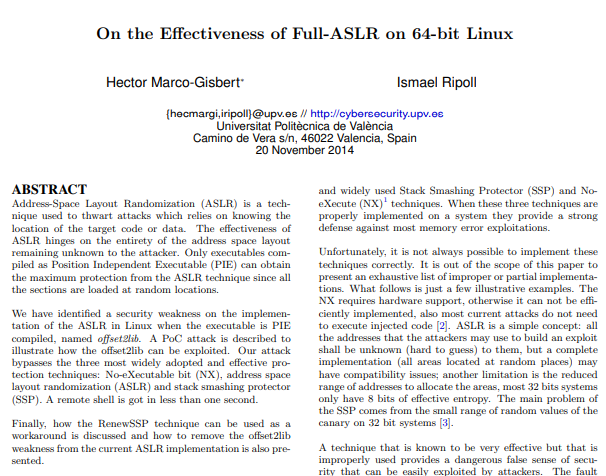 On the Effectiveness of Full-ASLR on 64-bit Linux
Hector Marco-Gisbert*
Ismael Ripoll
{hecmargi,iripoll}@upv.es // http://cybersecurity.upv.es
Universitat Politècnica de València
Camino de Vera s/n, 46022 Valencia, Spain
20 November 2014
ABSTRACT
Address-Space Layout Randomization (ASLR) is a tech-
nique used to thwart attacks which relies on knowing the
location of the target code or data. The effectiveness of
ASLR hinges on the entirety of the address space layout
remaining unknown to the attacker. Only executables com-
piled as Position Independent Executable (PIE) can obtain
the maximum protection from the ASLR technique since all
the sections are loaded at random locations.
We have identified a security weakness on the implemen-
tation of the ASLR in Linux when the executable is PIE
compiled, named offset2lib. A PoC attack is described to
illustrate how the offset2lib can be exploited. Our attack
bypasses the three most widely adopted and effective pro-
tection techniques: No-eXecutable bit (NX), address space
layout randomization (ASLR) and stack smashing protector
(SSP). A remote shell is got in less than one second.
Finally, how the RenewSSP technique can be used as a
workaround is discussed and how to remove the offset2lib
weakness from the current ASLR implementation is also pre-
sented.
and widely used Stack Smashing Protector (SSP) and No-
eXecute (NX)1 techniques. When these three techniques are
properly implemented on a system they provide a strong
defense against most memory error exploitations.
Unfortunately, it is not always possible to implement these
techniques correctly. It is out of the scope of this paper to
present an exhaustive list of improper or partial implementa-
tions. What follows is just a few illustrative examples. The
NX requires hardware support, otherwise it can not be effi-
ciently implemented, also most current attacks do not need
to execute injected code [2]. ASLR is a simple concept: all
the addresses that the attackers may use to build an exploit
shall be unknown (hard to guess) to them, but a complete
implementation (all areas located at random places) may
have compatibility issues; another limitation is the reduced
range of addresses to allocate the areas, most 32 bits systems
only have 8 bits of effective entropy. The main problem of
the SSP comes from the small range of random values of the
canary on 32 bit systems [3].
A technique that is known to be very effective but that is
improperly used provides a dangerous false sense of secu-
rity that can be easily exploited by attackers. The fault